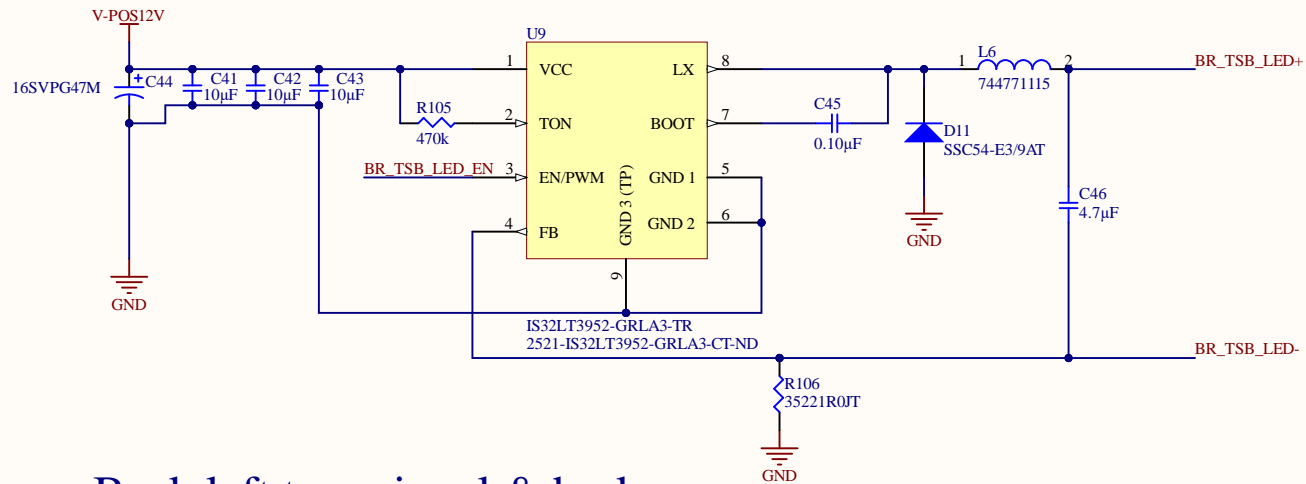 V-POS12V
U9
16SVPG47M
C44
C41
10µF
C42
10µF
C43
10µF
R105
470k
BR_TSB_LED_EN
1
VCC
2
TON
3
EN/PWM
4
FB
GND 3 (TP)
9
LX
8
BOOT
7
GND 1
5
GND 2
6
C45
0.10µF
D11
SSC54-E3/9AT
GND
L6
1
2
744771115
BR_TSB_LED+
C46
4.7µF
GND
IS32LT3952-GRLA3-TR
2521-IS32LT3952-GRLA3-CT-ND
BR_TSB_LED-
R106
35221R0JT
GND